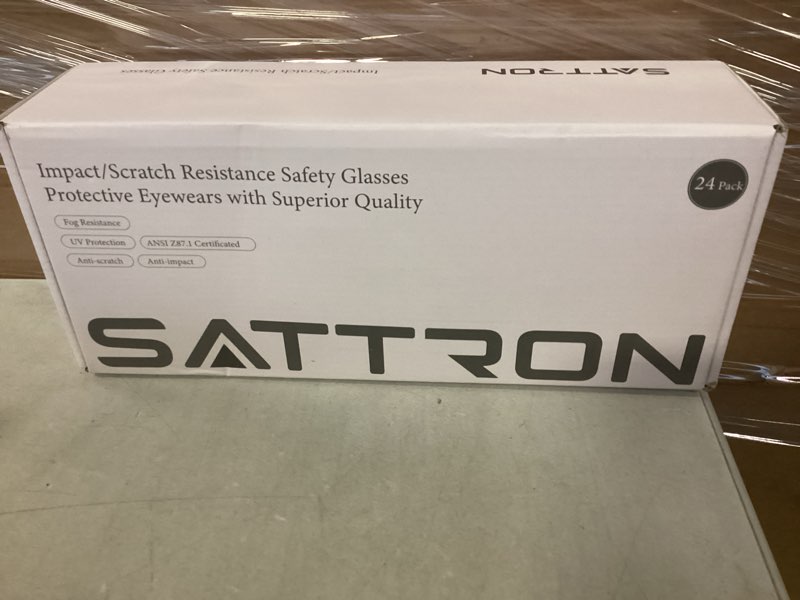 Impact/Scratch Resistance Safety Glasses
SATTRON
Impact/Scratch Resistance Safety Glasses
Protective Eyewears with Superior Quality
24 Pack
Fog Resistance
UV Protection
ANSI Z87.1 Certificated
Anti-scratch
Anti-impact
SATTRON